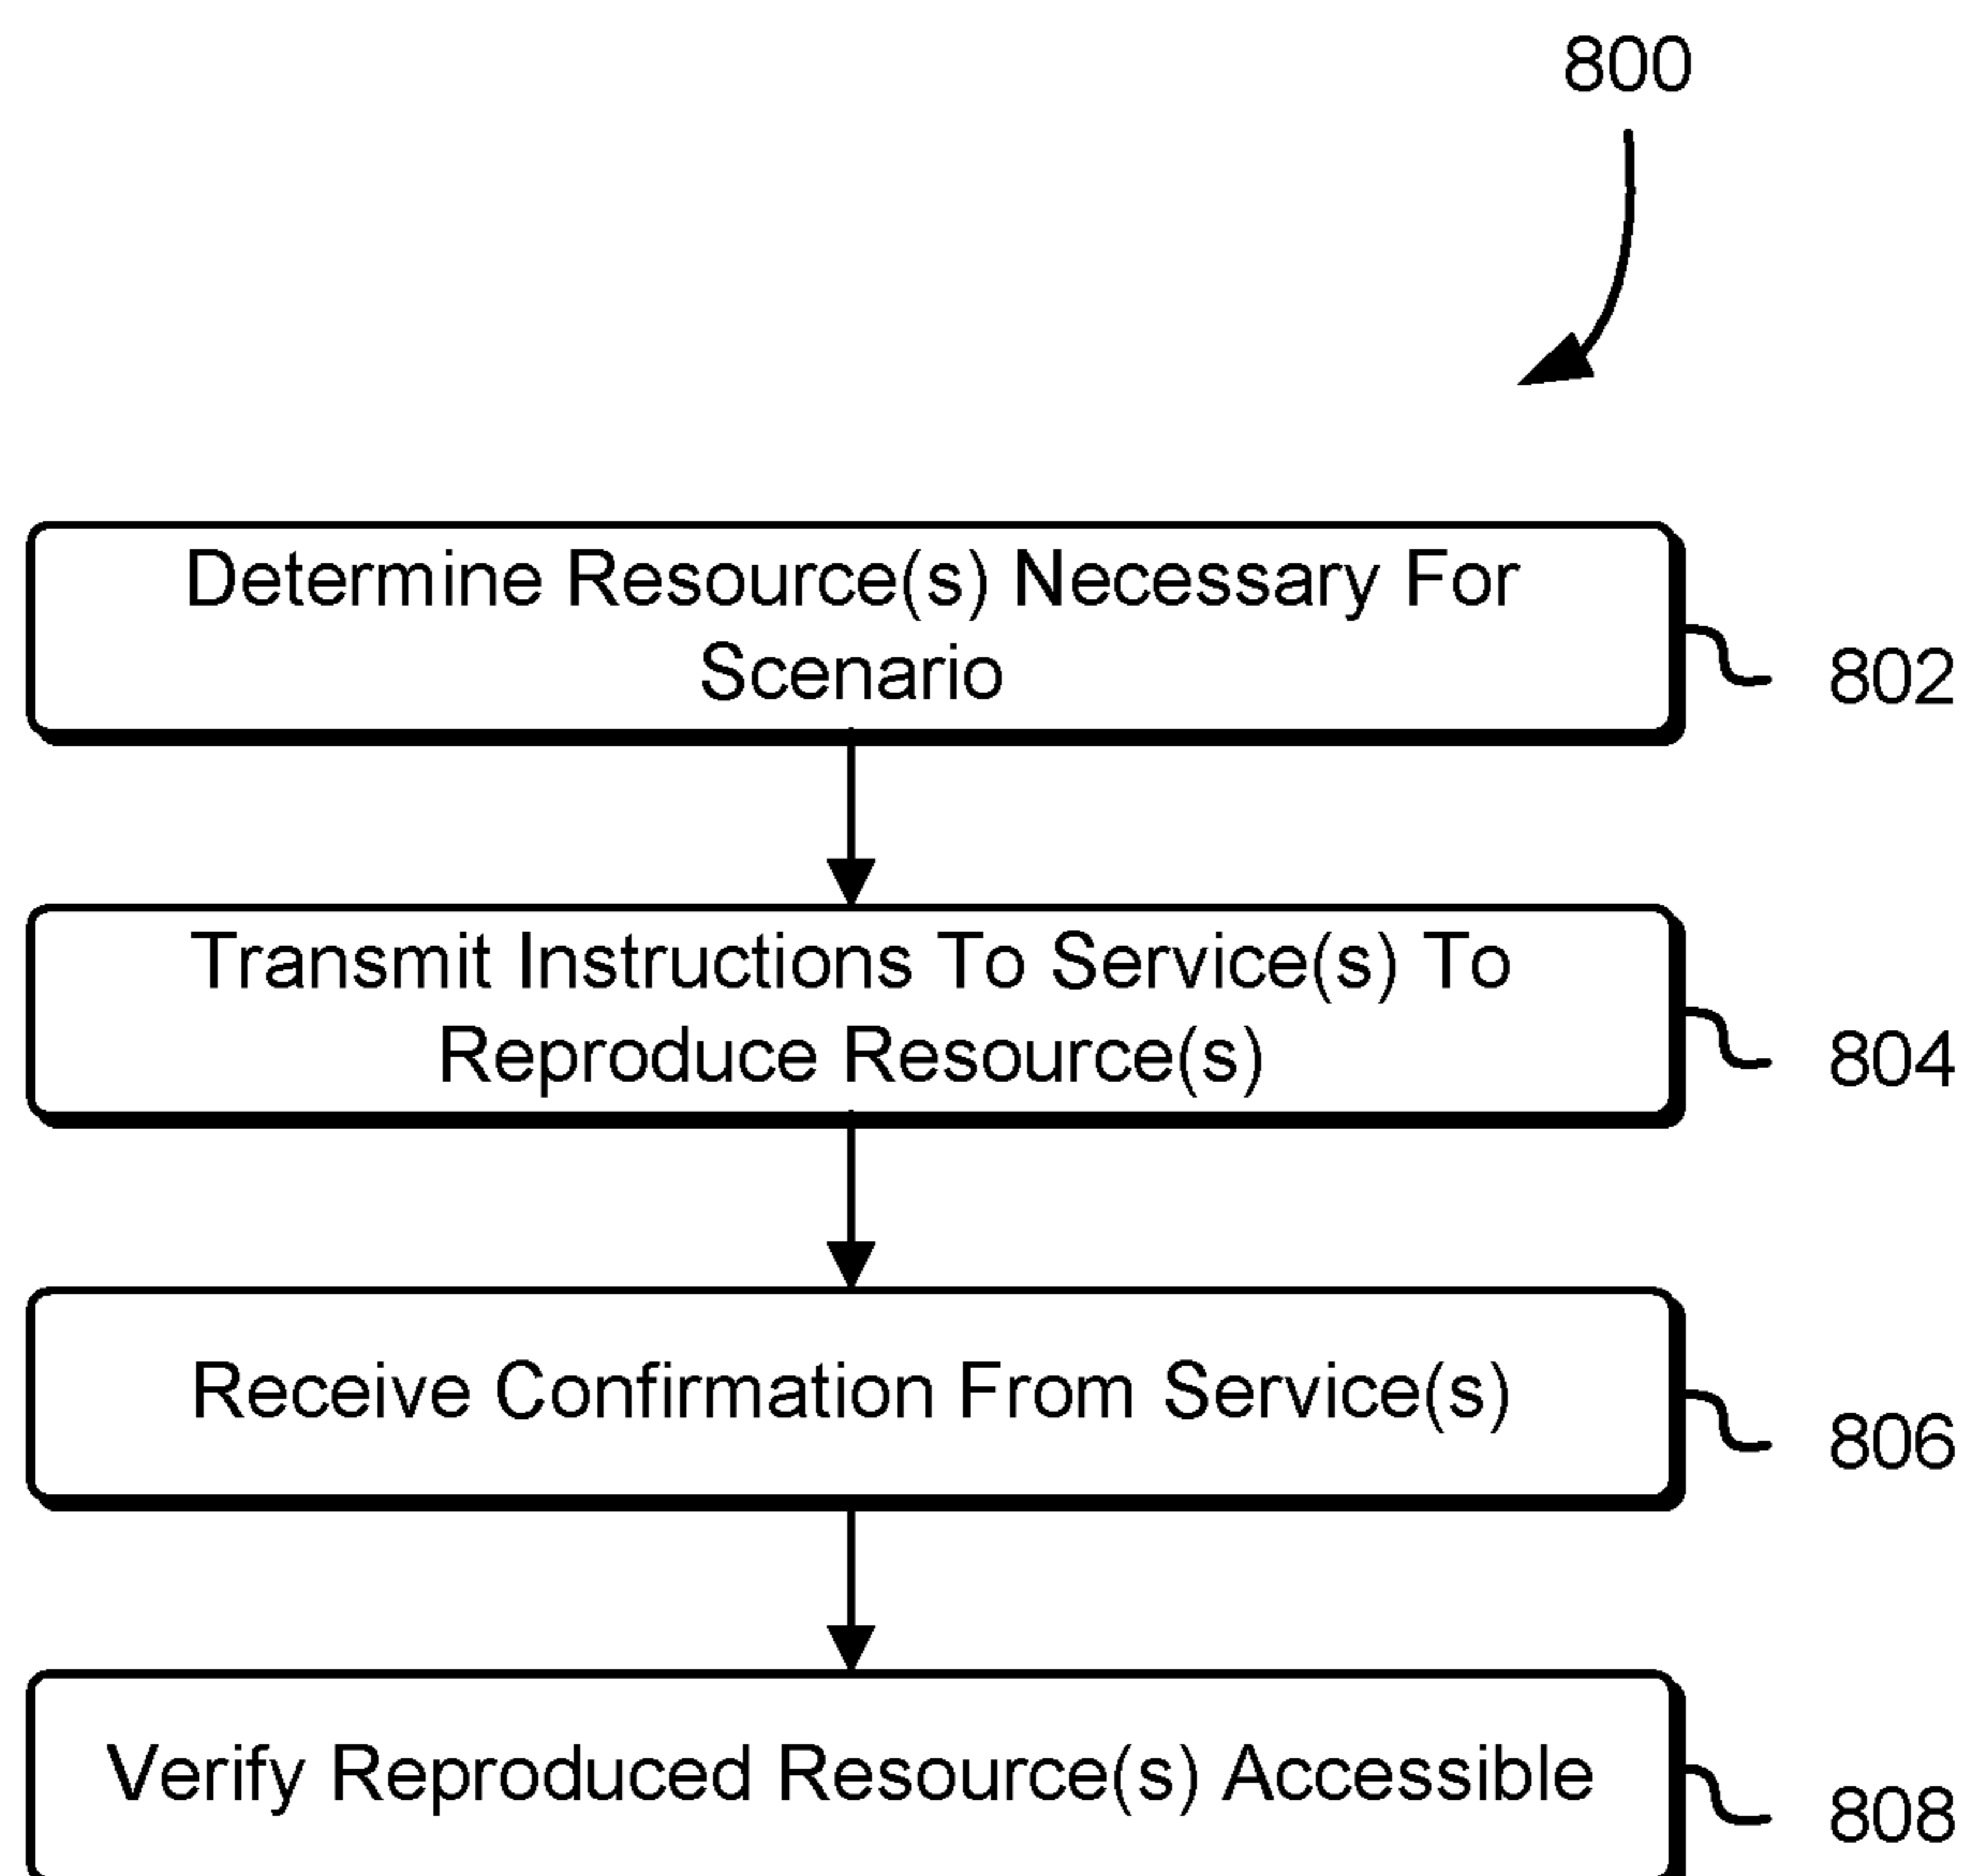 800
Determine Resource(s) Necessary For
Scenario
802
Transmit Instructions To Service(s) To
Reproduce Resource(s)
804
Receive Confirmation From Service(s)
806
Verify Reproduced Resource(s) Accessible
808